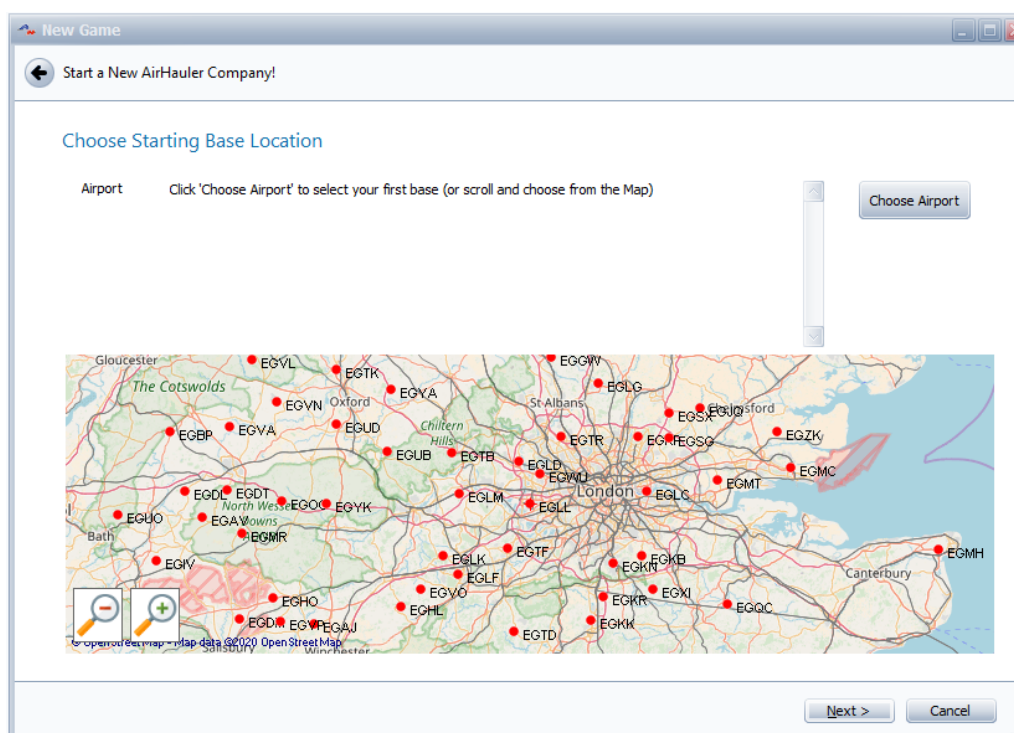 New Game
Start a New AirHauler Company!
Choose Starting Base Location
Airport
Click 'Choose Airport' to select your first base (or scroll and choose from the Map)
Choose Airport
Gloucester
EGVL
EGTK
EGGW
The Cotswolds
EGYA
EGLG
EGVN
Oxford
St Albans
EGSX
EGBP
EGVA
EGUD
Chiltern
Hills
EGTR
EGSG
EGZK
EGUB
EGTB
EGLD
EGWU
EGMC
EGDL
EGDT
EGYK
EGLM
London
EGLC
EGMT
EGUO
EGAV
EGLL
Bath
EGMR
EGTF
EGMH
EGIV
EGLK
EGKB
EGKN
EGLF
Canterbury
EGHO
EGVO
EGHL
EGKR
EGXI
EGQC
EGAJ
EGTD
EGKK
© OpenStreetMap - Map data ©2020 OpenStreetMap
Salisbury
Winchester
Next >
Cancel